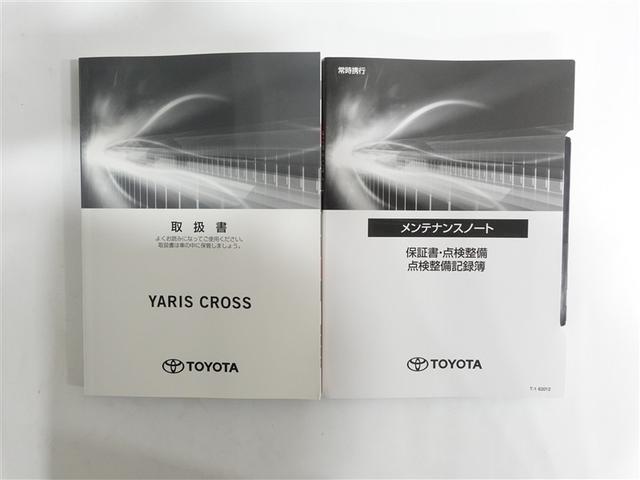 取扱書
よくお読みになってご使用ください。
取扱書は車の中に保管しましょう。
YARIS CROSS
TOYOTA
常時携行
メンテナンスノート
保証書・点検整備
点検整備記録簿
TOYOTA